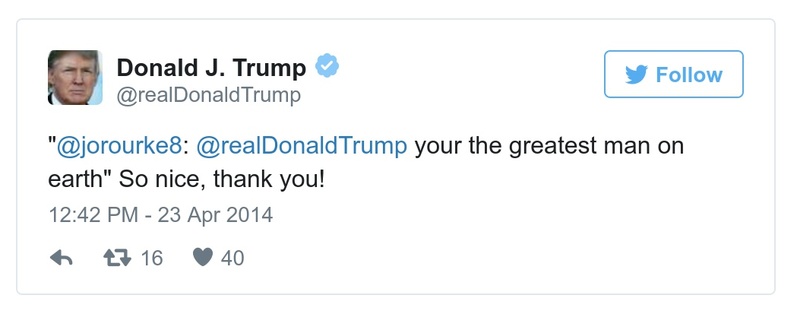 Donald J. Trump
Follow
@realDonaldTrump
"@jorourke8: @realDonaldTrump your the greatest man on
earth" So nice, thank you!
12:42 PM - 23 Apr 2014
16 40